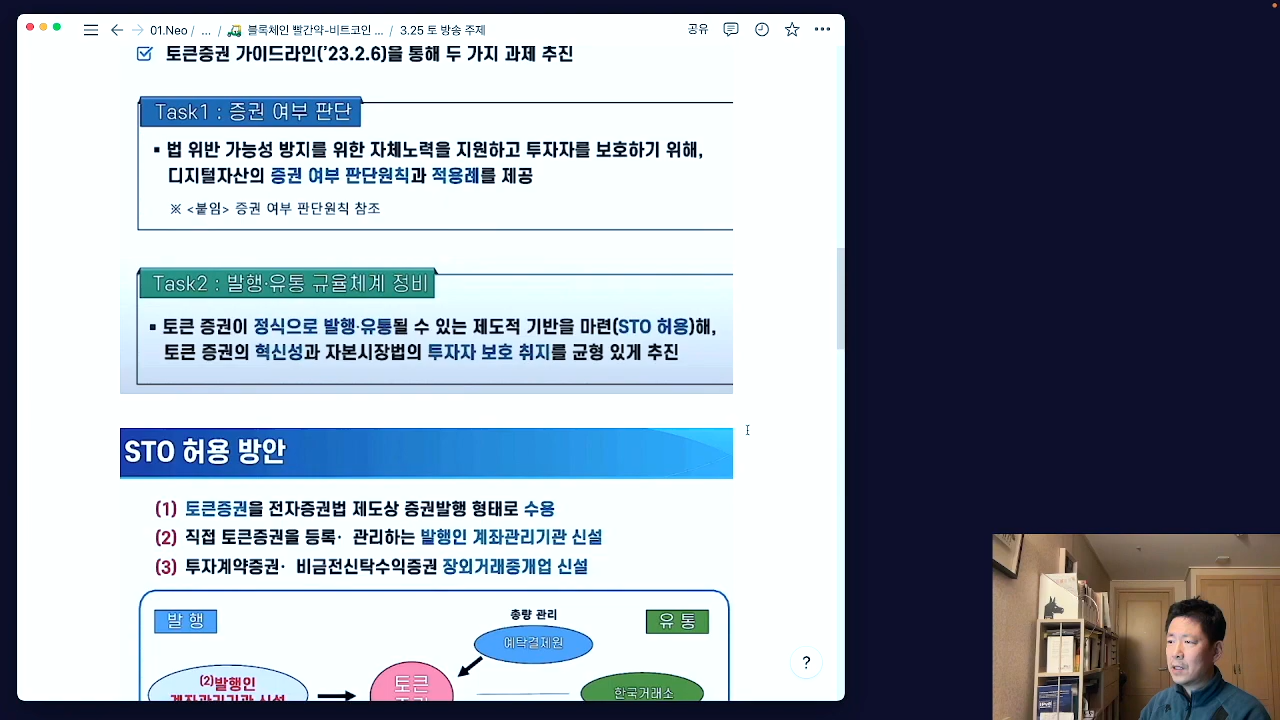 01.Neo / ... / 블록체인 빨간약-비트코인 ... / 3.25 토 방송 주제
공유
토큰증권 가이드라인('23.2.6)을 통해 두 가지 과제 추진
Task1 : 증권 여부 판단
▪ 법 위반 가능성 방지를 위한 자체노력을 지원하고 투자자를 보호하기 위해,
디지털자산의 증권 여부 판단원칙과 적용례를 제공
※ <붙임> 증권 여부 판단원칙 참조
Task2 : 발행·유통 규율체계 정비
▪ 토큰 증권이 정식으로 발행·유통될 수 있는 제도적 기반을 마련(STO 허용)해,
토큰 증권의 혁신성과 자본시장법의 투자자 보호 취지를 균형 있게 추진
STO 허용 방안
(1) 토큰증권을 전자증권법 제도상 증권발행 형태로 수용
(2) 직접 토큰증권을 등록· 관리하는 발행인 계좌관리기관 신설
(3) 투자계약증권· 비금전신탁수익증권 장외거래중개업 신설
발 행
총량 관리
유 통
예탁결제원
(2)발행인
계좌관리기관 신설
토큰
한국거래소
?